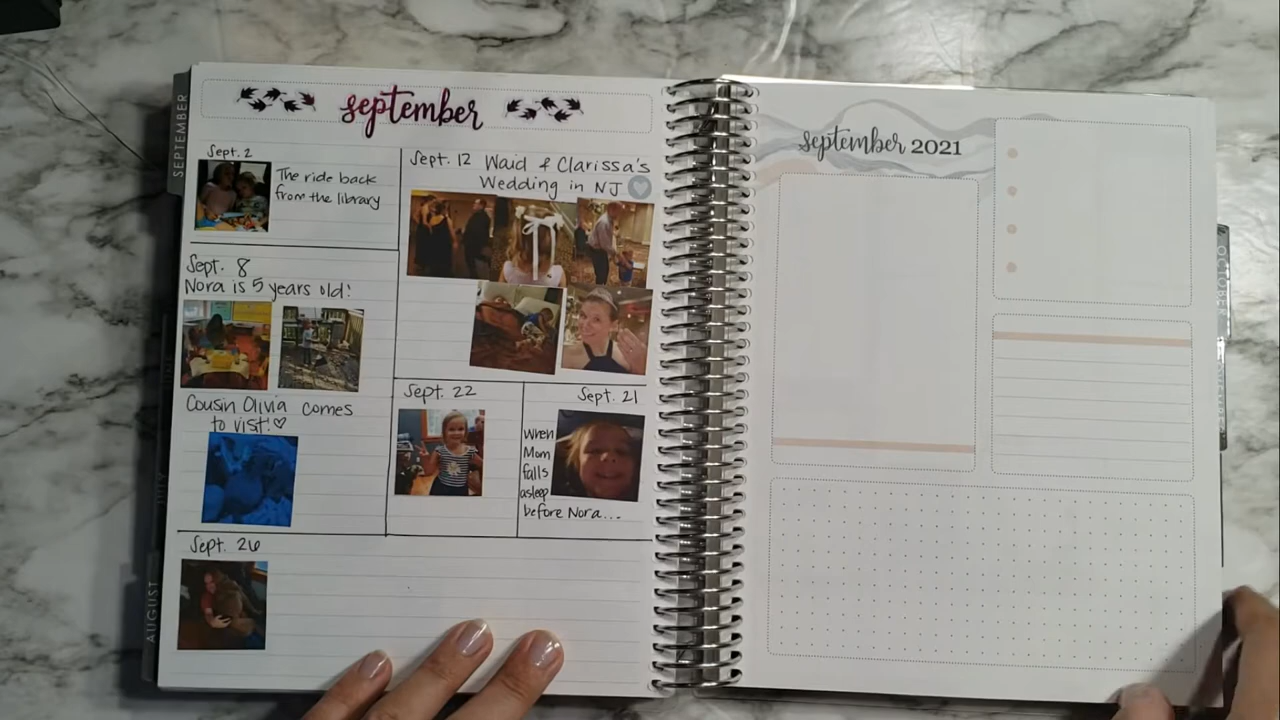 SEPTEMBER
september
Sept. 2
The ride back
from the library
Sept. 8
Nora is 5 years old!
Cousin Olivia comes
to visit!♡
Sept. 12 Waid & Clarissa's
Wedding in NJ
Sept. 22
Sept. 21
When
Mom
falls
asleep
before Nora...
Sept. 26
AUGUST
september 2021
OCTOBER